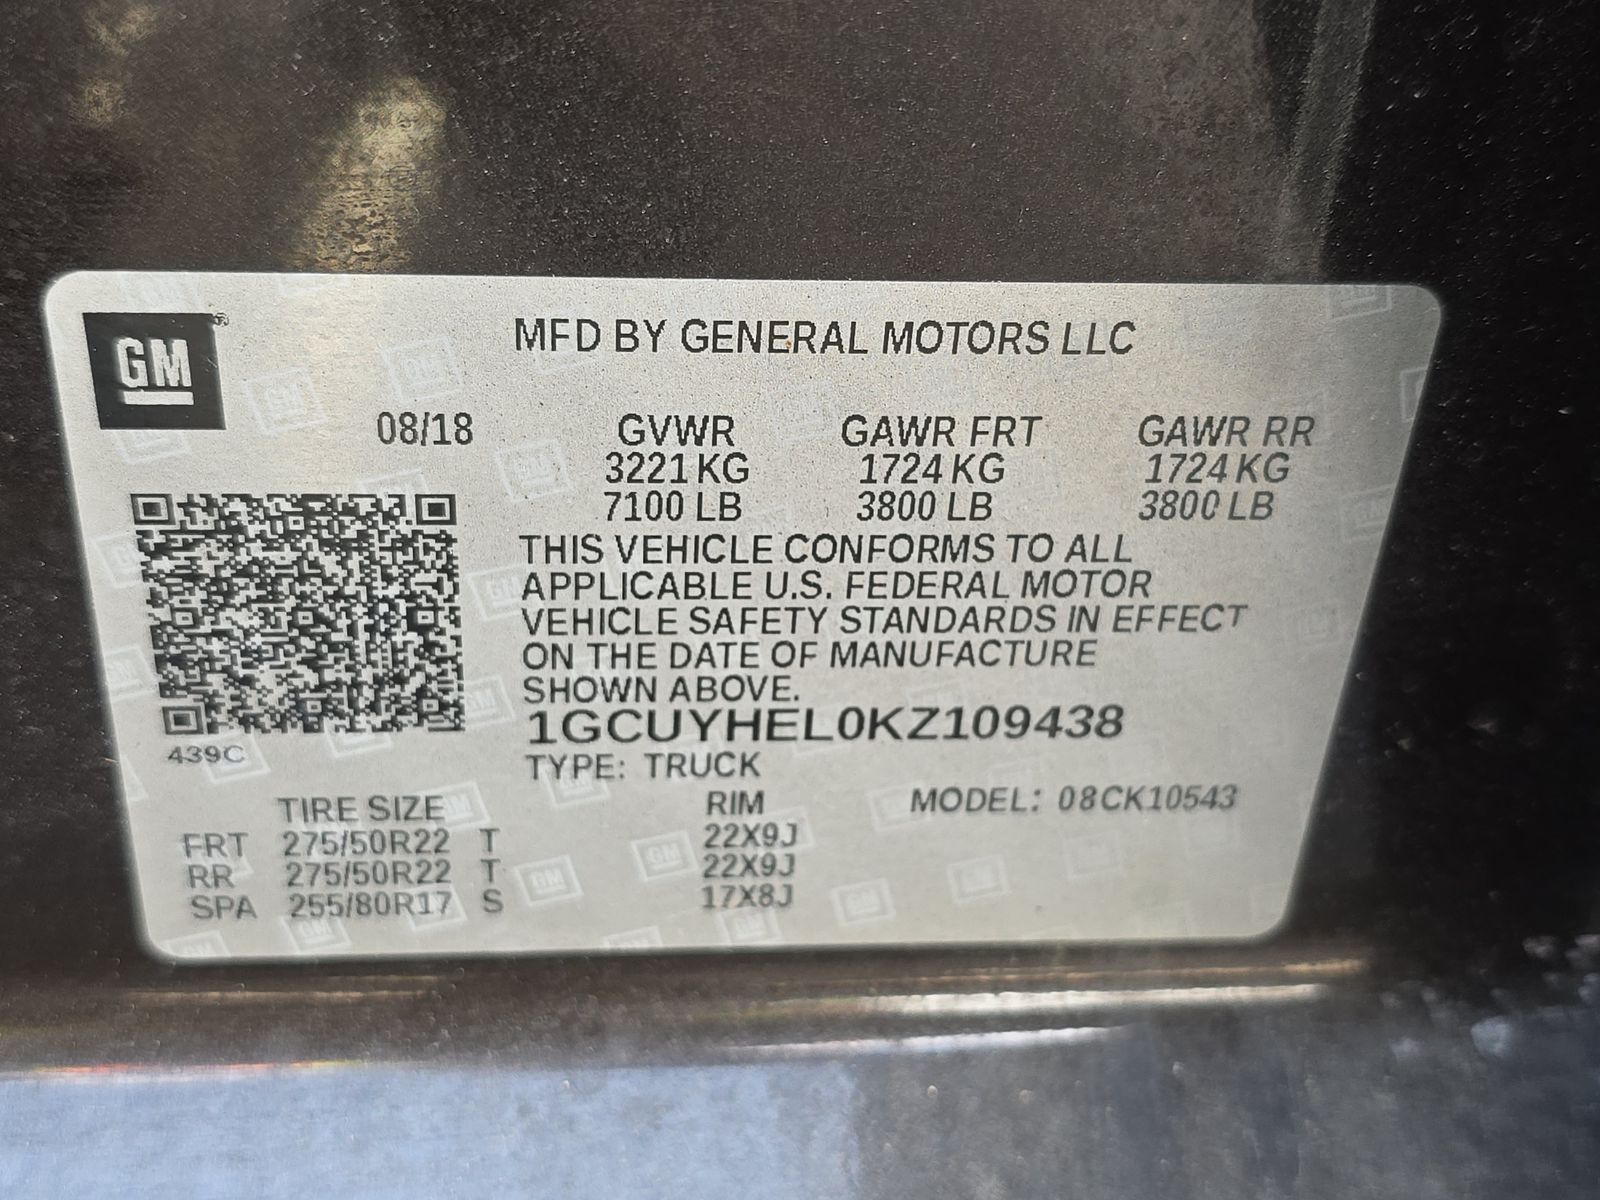 GM
MFD BY GENERAL MOTORS LLC
08/18 GVWR GAWR FRT GAWR RR
3221 KG 1724 KG 1724 KG
7100 LB 3800 LB 3800 LB
THIS VEHICLE CONFORMS TO ALL
APPLICABLE U.S. FEDERAL MOTOR
VEHICLE SAFETY STANDARDS IN EFFECT
ON THE DATE OF MANUFACTURE
SHOWN ABOVE.
1GCUYHEL0KZ109438
439C
TYPE: TRUCK
TIRE SIZE RIM MODEL: 08CK10543
FRT 275/50R22 T 22X9J
RR 275/50R22 T 22X9J
SPA 255/80R17 S 17X8J